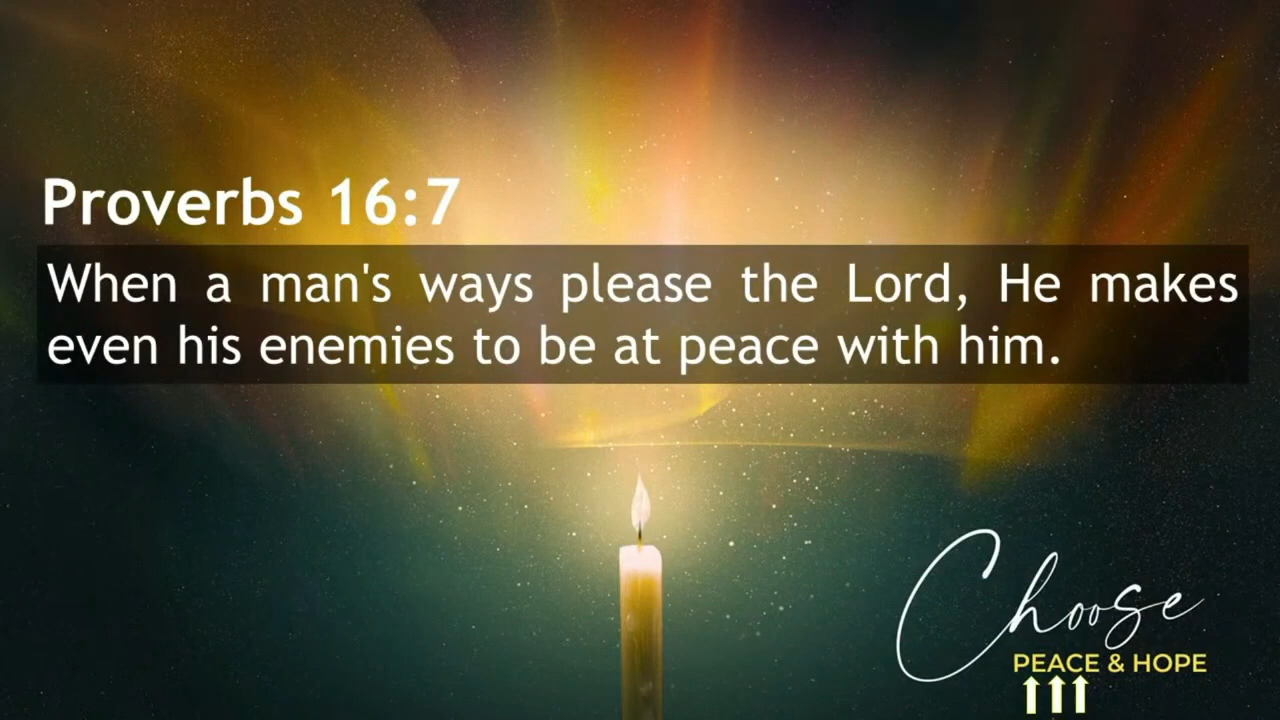 Proverbs 16:7
When a man's ways please the Lord, He makes
even his enemies to be at peace with him.
Choose
PEACE & HOPE